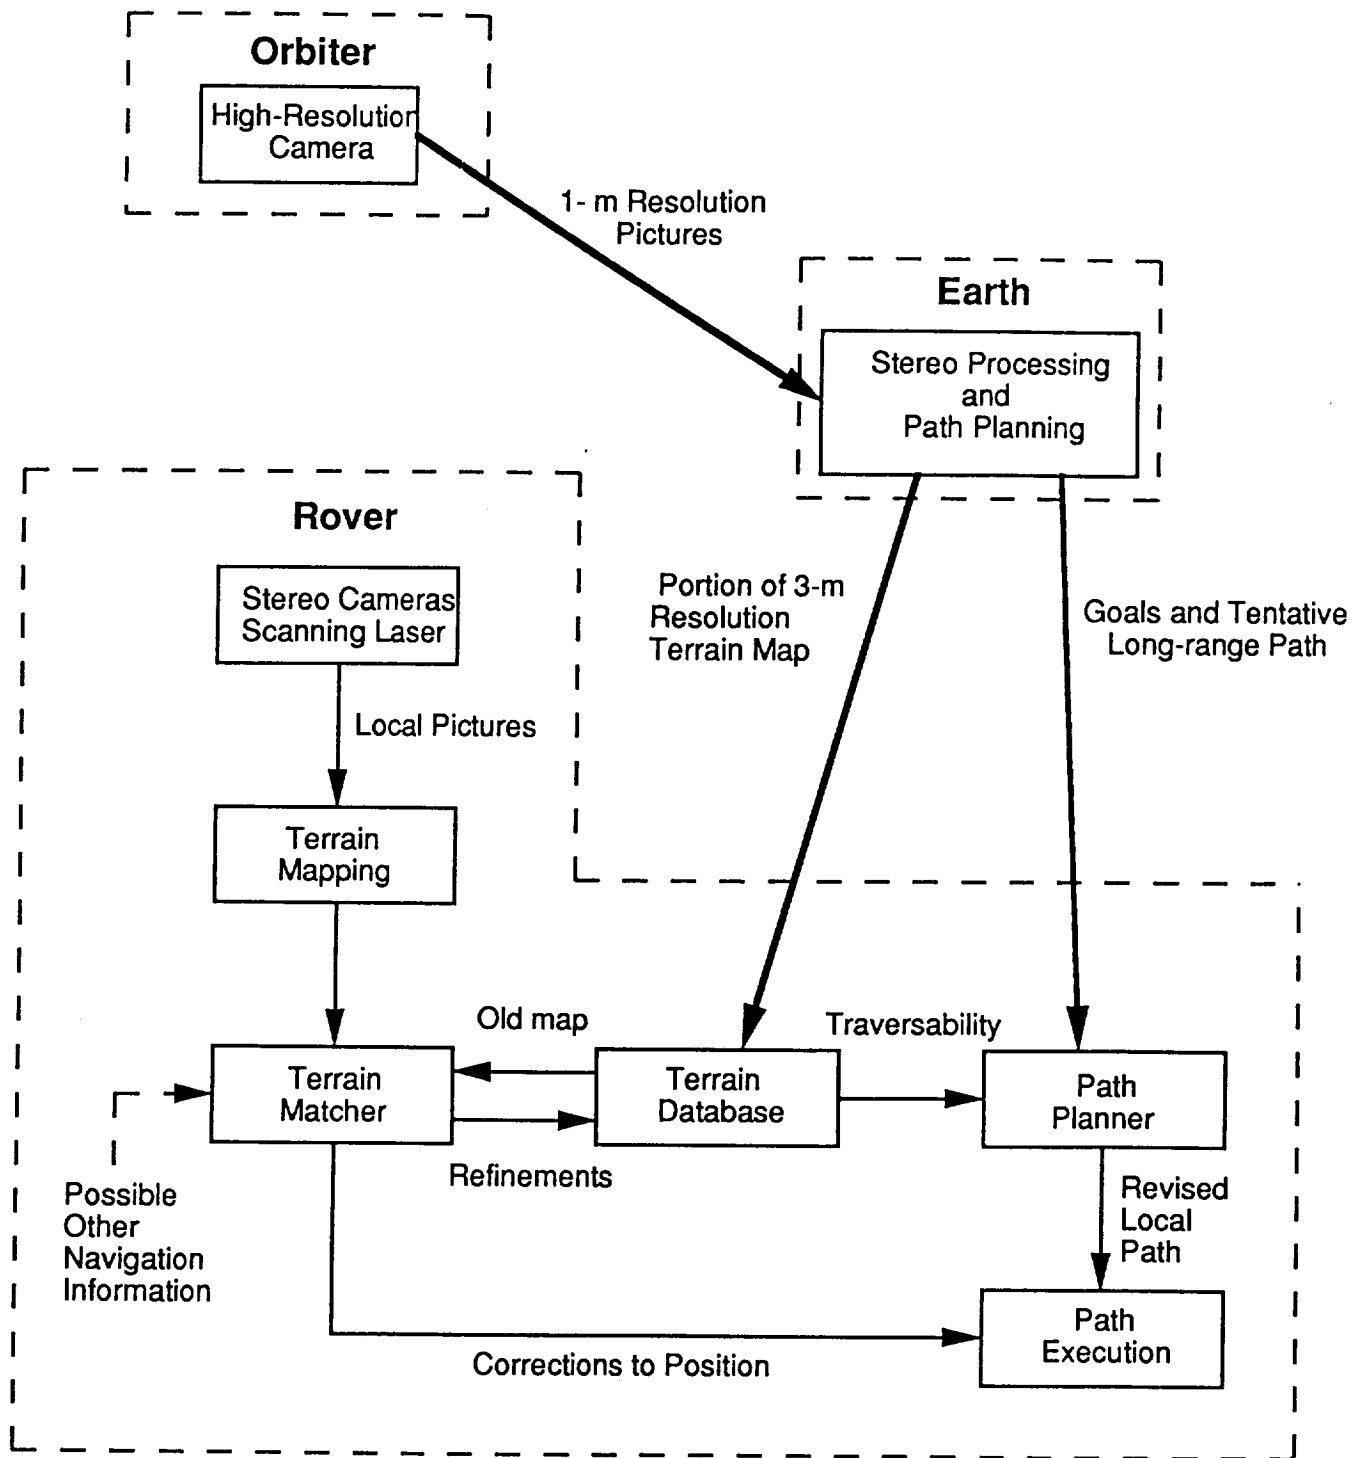 Orbiter
High-Resolution
Camera
1- m Resolution
Pictures
Earth
Stereo Processing
and
Path Planning
Rover
Stereo Cameras
Scanning Laser
Portion of 3-m
Resolution
Terrain Map
Goals and Tentative
Long-range Path
Local Pictures
Terrain
Mapping
Old map
Traversability
Terrain
Matcher
Terrain
Database
Path
Planner
Refinements
Possible
Other
Navigation
Information
Revised
Local
Path
Path
Execution
Corrections to Position